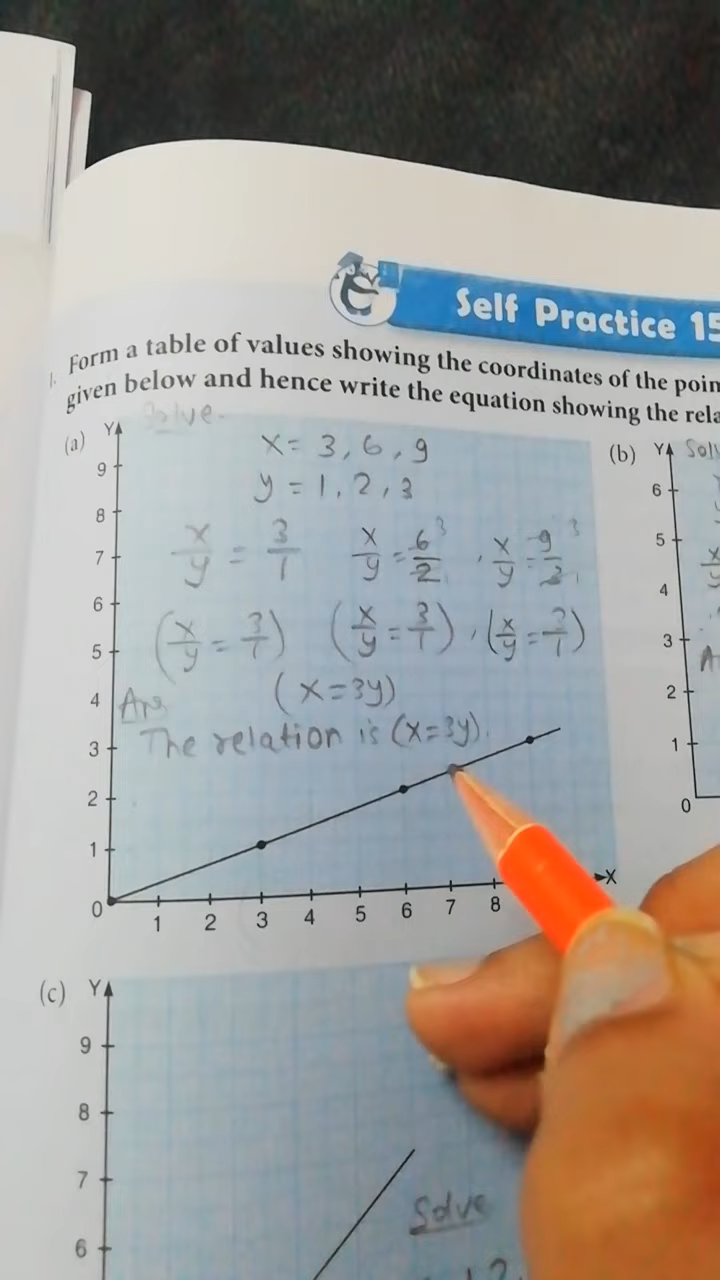 Self Practice 15
Form a table of values showing the coordinates of the poin
given below and hence write the equation showing the rela
(a) Y Solve.
x = 3, 6, 9
y = 1, 2, 3
x/y = 3/1 x/y = 6/2 3 1 , x/y = 9/3 3 1
(x/y = 3/1) (x/y = 3/1) , (x/y = 3/1)
(x=3y)
Ans
The relation is (x=3y).
9
8
7
6
5
4
3
2
1
0 1 2 3 4 5 6 7 8 X
(b) Y
6
5
4
3
2
1
0
(c) Y
9
8
7
6
Solve